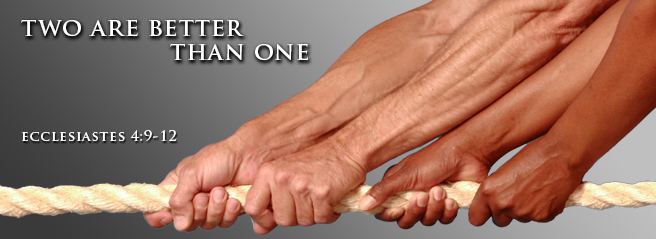 TWO ARE BETTER
THAN ONE
ECCLESIASTES 4:9-12